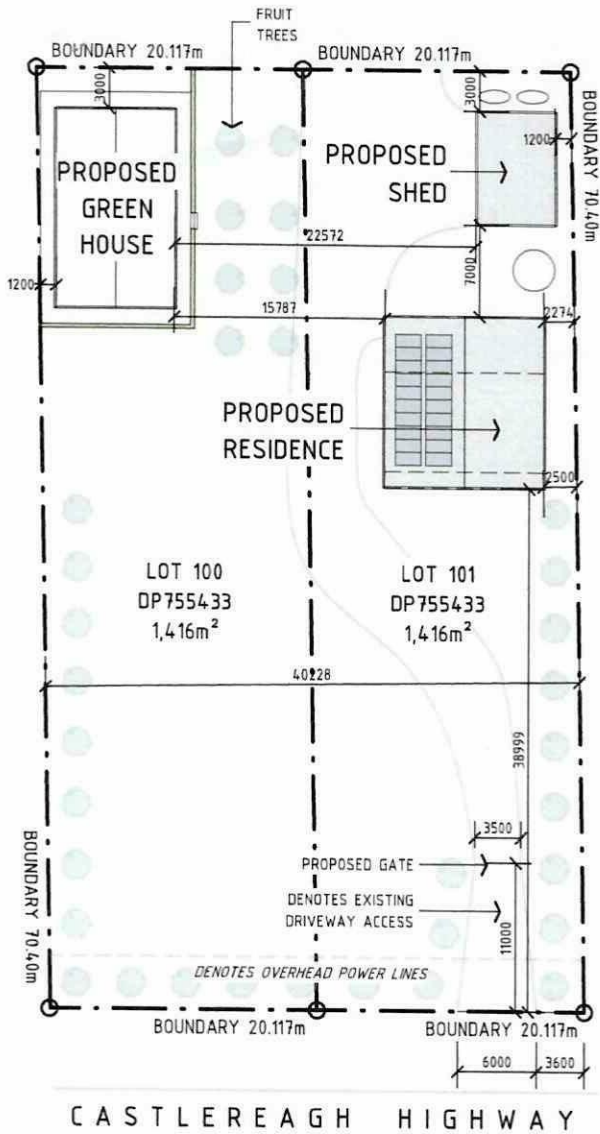 FRUIT
TREES
BOUNDARY 20.117m
BOUNDARY 20.117m
3000
3000
BOUNDARY 70.40m
1200
PROPOSED
GREEN
HOUSE
PROPOSED
SHED
22572
7000
1200
15787
2274
PROPOSED
RESIDENCE
2500
LOT 100
DP755433
1,416m²
LOT 101
DP755433
1,416m²
40228
38999
3500
PROPOSED GATE
DENOTES EXISTING
DRIVEWAY ACCESS
11000
BOUNDARY 70.40m
DENOTES OVERHEAD POWER LINES
BOUNDARY 20.117m
BOUNDARY 20.117m
6000
3600
CASTLEREAGH HIGHWAY